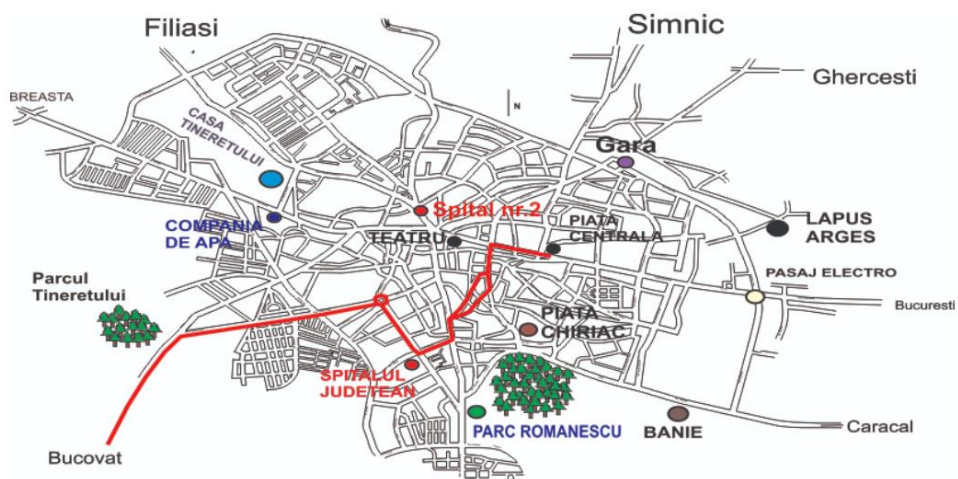 Filiasi
Simnic
Ghercesti
BREASTA
N
CASA
TINERETULUI
Gara
Spital nr.2
COMPANIA
DE APA
TEATRU
PIATA
CENTRALA
LAPUS
ARGES
Parcul
Tineretului
PASAJ ELECTRO
Bucuresti
PIATA
CHIRIAC
SPITALUL
JUDETEAN
PARC ROMANESCU
BANIE
Caracal
Bucovat